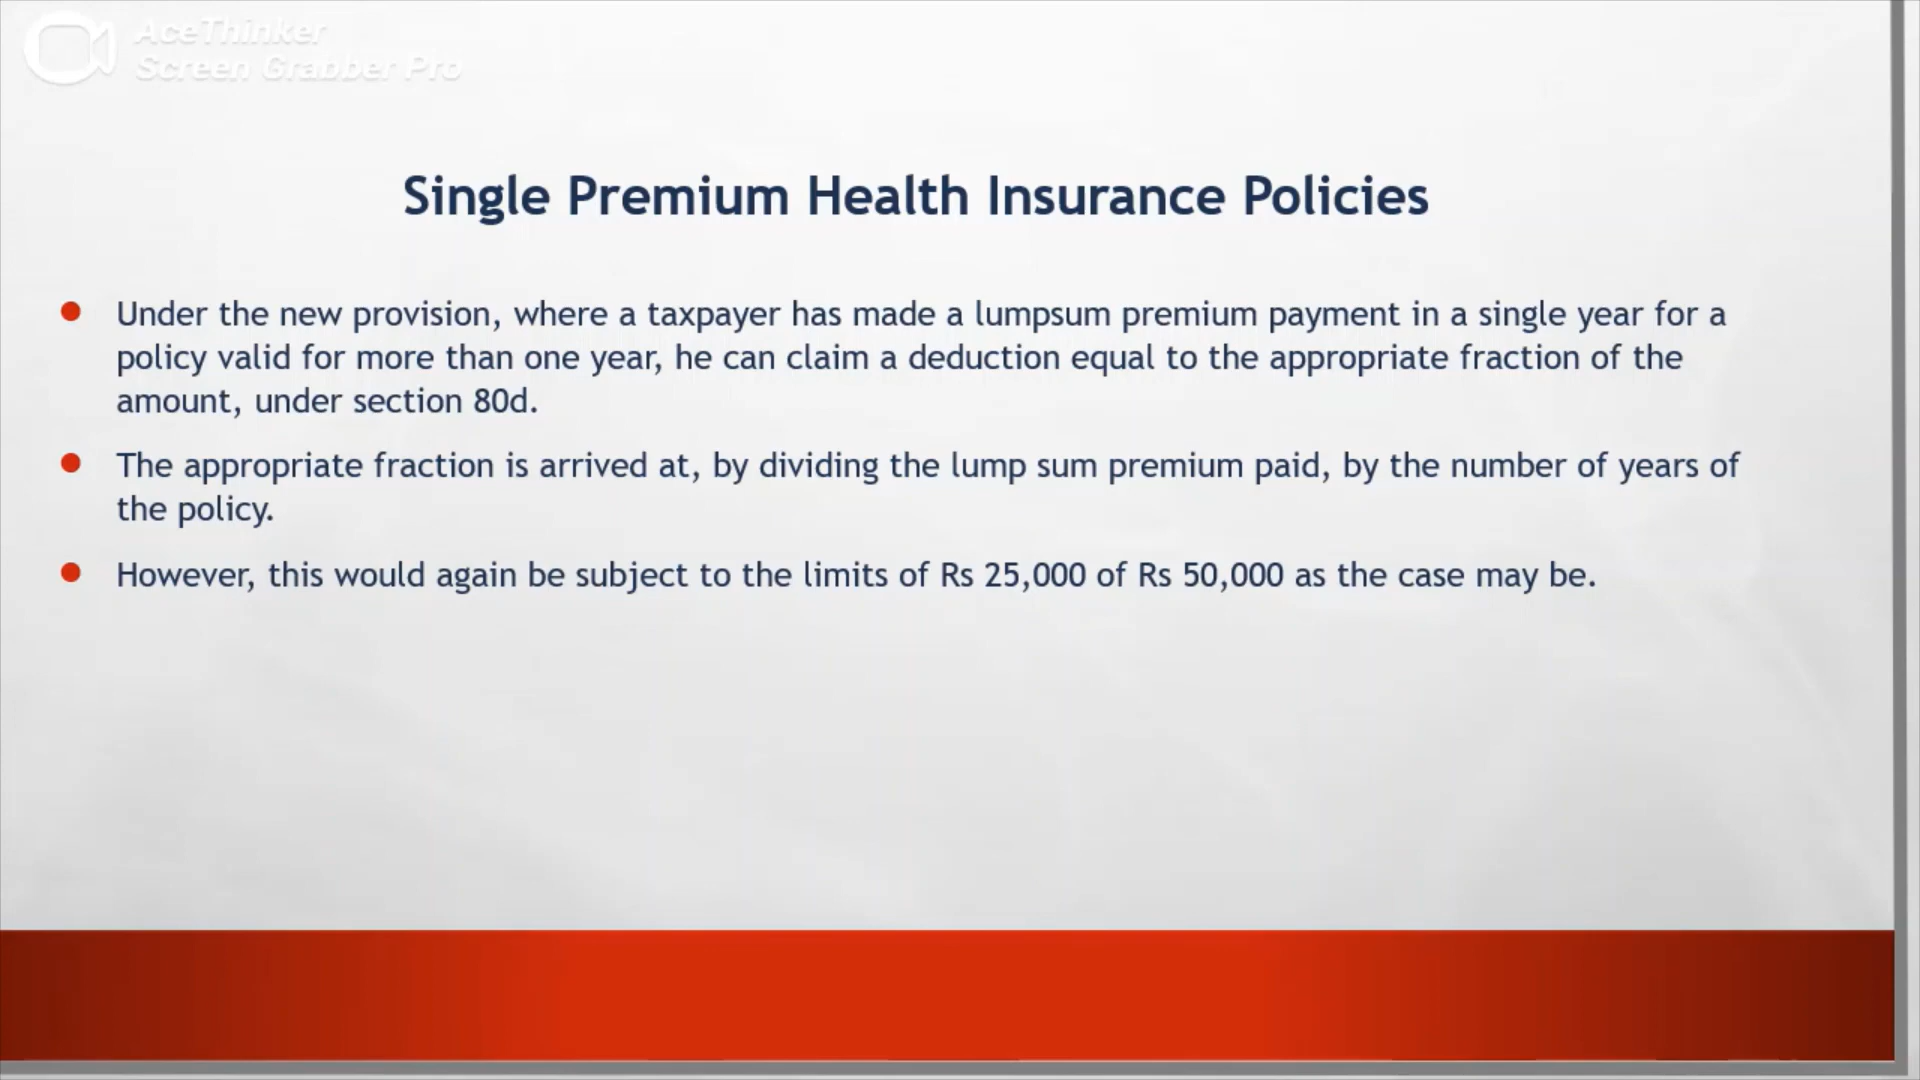 AceThinker
Screen Grabber Pro
Single Premium Health Insurance Policies
Under the new provision, where a taxpayer has made a lumpsum premium payment in a single year for a
policy valid for more than one year, he can claim a deduction equal to the appropriate fraction of the
amount, under section 80d.
The appropriate fraction is arrived at, by dividing the lump sum premium paid, by the number of years of
the policy.
However, this would again be subject to the limits of Rs 25,000 of Rs 50,000 as the case may be.